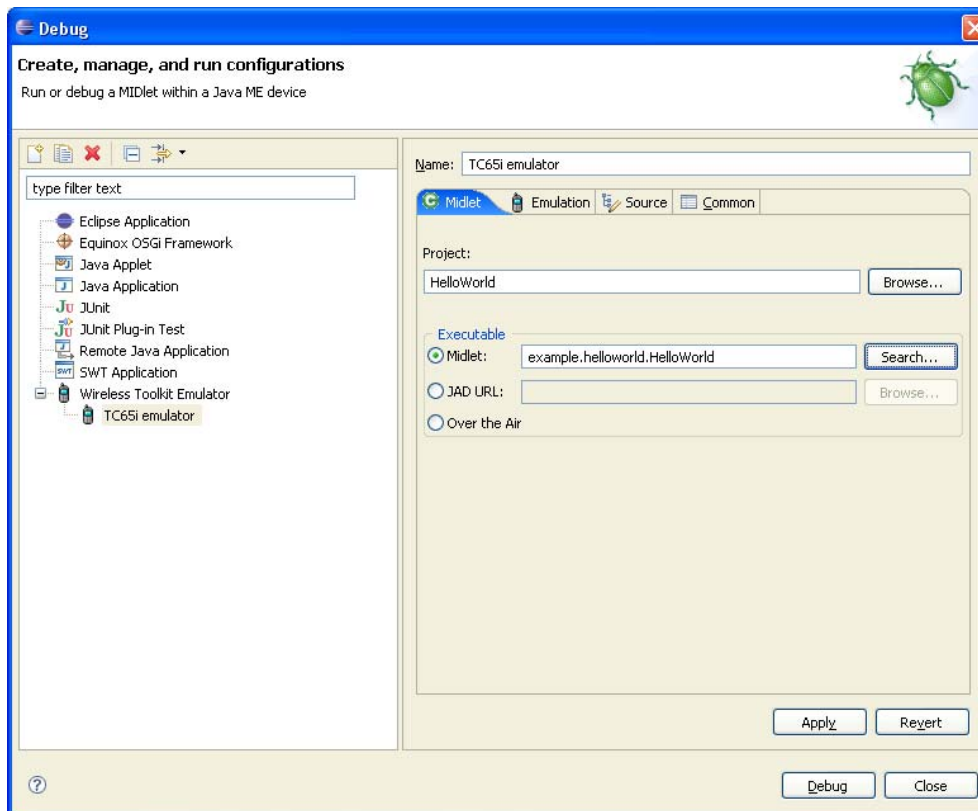 Debug
Create, manage, and run configurations
Run or debug a MIDlet within a Java ME device
type filter text
Eclipse Application
Equinox OSGi Framework
Java Applet
Java Application
JUnit
JUnit Plug-in Test
Remote Java Application
SWT Application
Wireless Toolkit Emulator
TC65i emulator
Name: TC65i emulator
Midlet Emulation Source Common
Project:
HelloWorld Browse...
Executable
Midlet: example.helloworld.HelloWorld Search...
JAD URL: Browse...
Over the Air
Apply Revert
Debug Close